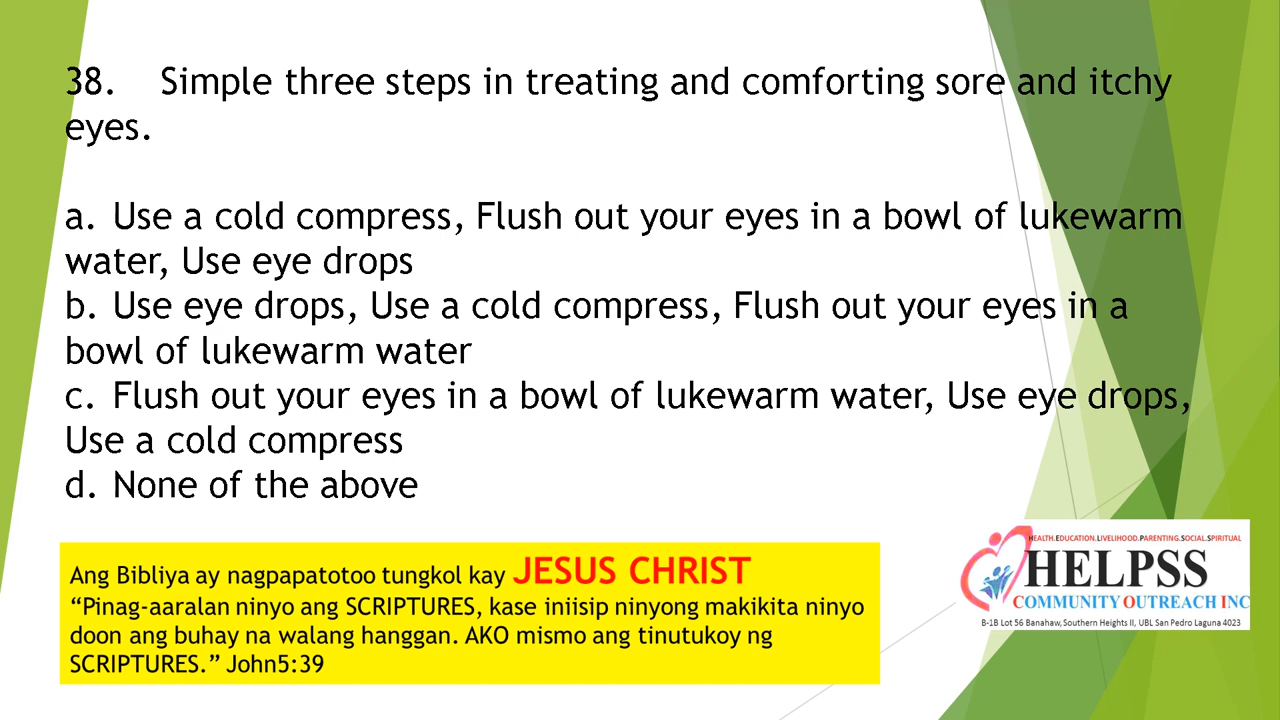 38. Simple three steps in treating and comforting sore and itchy
eyes.
a. Use a cold compress, Flush out your eyes in a bowl of lukewarm
water, Use eye drops
b. Use eye drops, Use a cold compress, Flush out your eyes in a
bowl of lukewarm water
c. Flush out your eyes in a bowl of lukewarm water, Use eye drops,
Use a cold compress
d. None of the above
Ang Bibliya ay nagpapatotoo tungkol kay JESUS CHRIST
“Pinag-aaralan ninyo ang SCRIPTURES, kase iniisip ninyong makikita ninyo
doon ang buhay na walang hanggan. AKO mismo ang tinutukoy ng
SCRIPTURES.” John5:39
HEALTH.EDUCATION.LIVELIHOOD.PARENTING.SOCIAL.SPIRITUAL
HELPSS
COMMUNITY OUTREACH INC
B-1B Lot 56 Banahaw, Southern Heights II, UBL San Pedro Laguna 4023